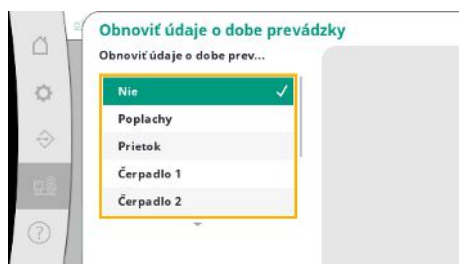 Obnoviť údaje o dobe prevádzky
Obnoviť údaje o dobe prev...
Nie
Poplachy
Prietok
Čerpadlo 1
Čerpadlo 2